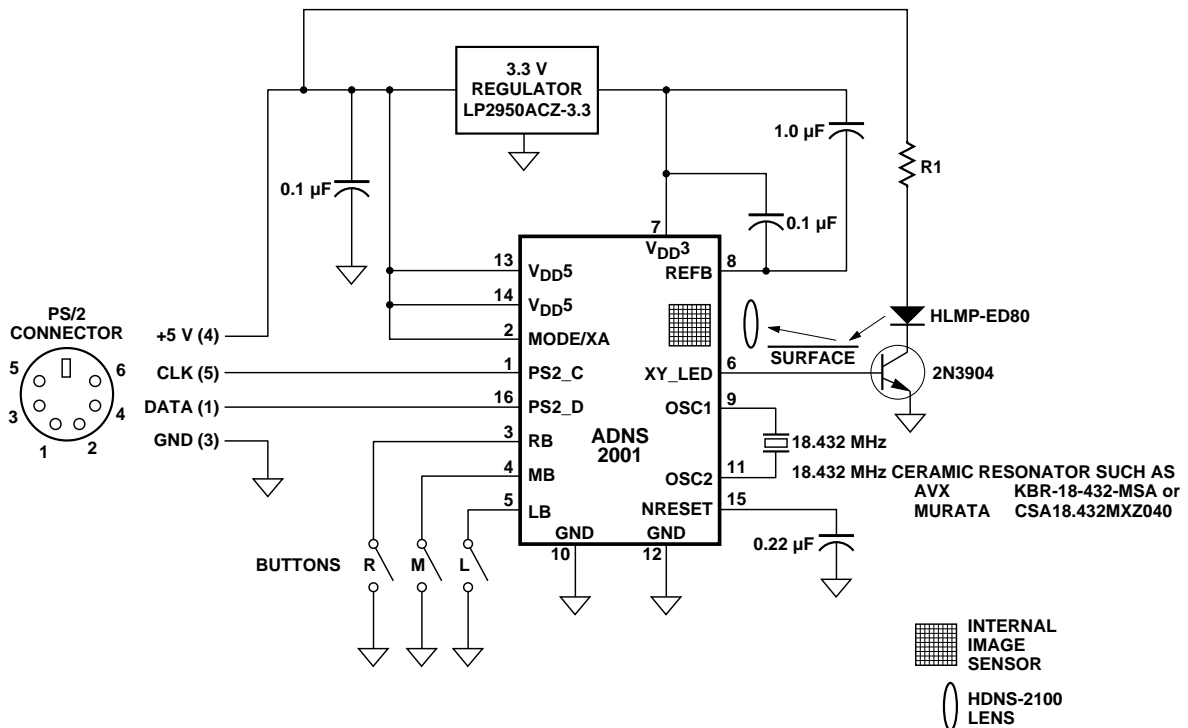 3.3 V
REGULATOR
LP2950ACZ-3.3
1.0 µF
R1
0.1 µF
0.1 µF
7
VDD3
13
VDD5
REFB
8
14
VDD5
PS/2
CONNECTOR
+5 V (4)
2
MODE/XA
HLMP-ED80
SURFACE
5
6
CLK (5)
1
PS2_C
XY_LED
6
2N3904
3
4
DATA (1)
16
PS2_D
OSC1
9
1
2
GND (3)
3
RB
ADNS
2001
18.432 MHz
4
MB
OSC2
11
18.432 MHz CERAMIC RESONATOR SUCH AS
AVX KBR-18-432-MSA or
MURATA CSA18.432MXZ040
5
LB
NRESET
15
GND
GND
10
12
0.22 µF
BUTTONS R M L
INTERNAL
IMAGE
SENSOR
HDNS-2100
LENS